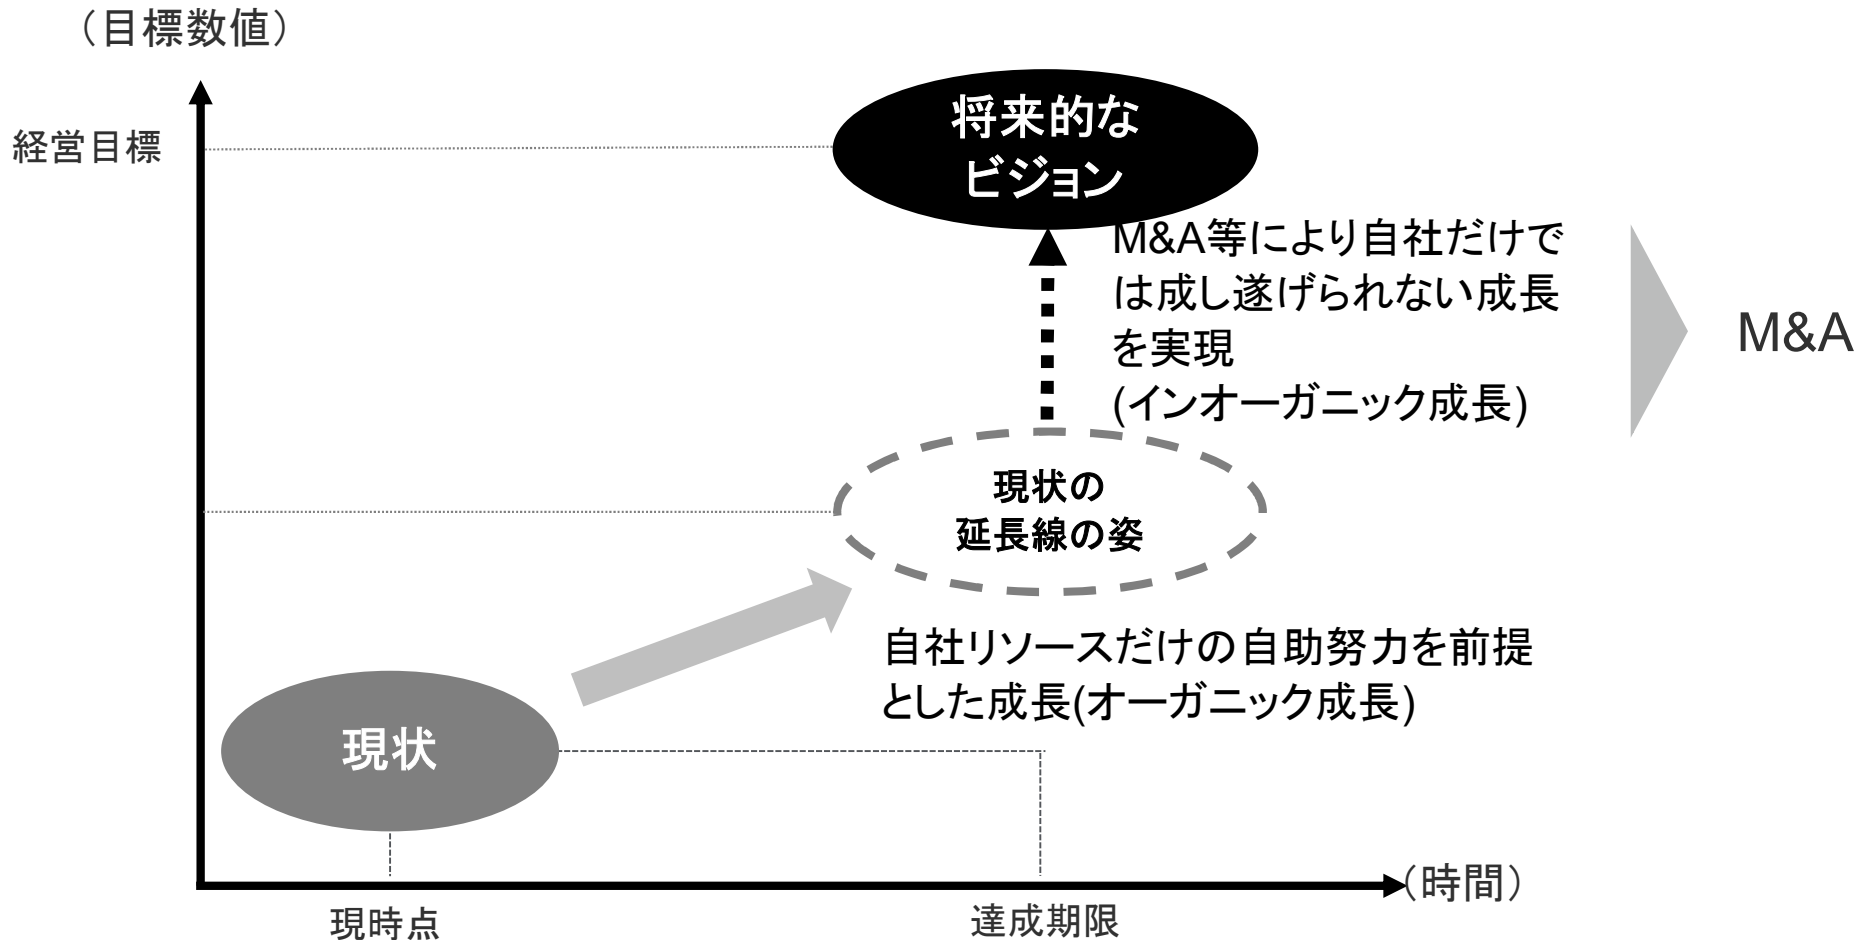 （目標数値）
経営目標
将来的な
ビジョン
M&A等により自社だけで
は成し遂げられない成長
を実現
(インオーガニック成長)
M&A
現状の
延長線の姿
自社リソースだけの自助努力を前提
とした成長(オーガニック成長)
現状
（時間）
現時点
達成期限